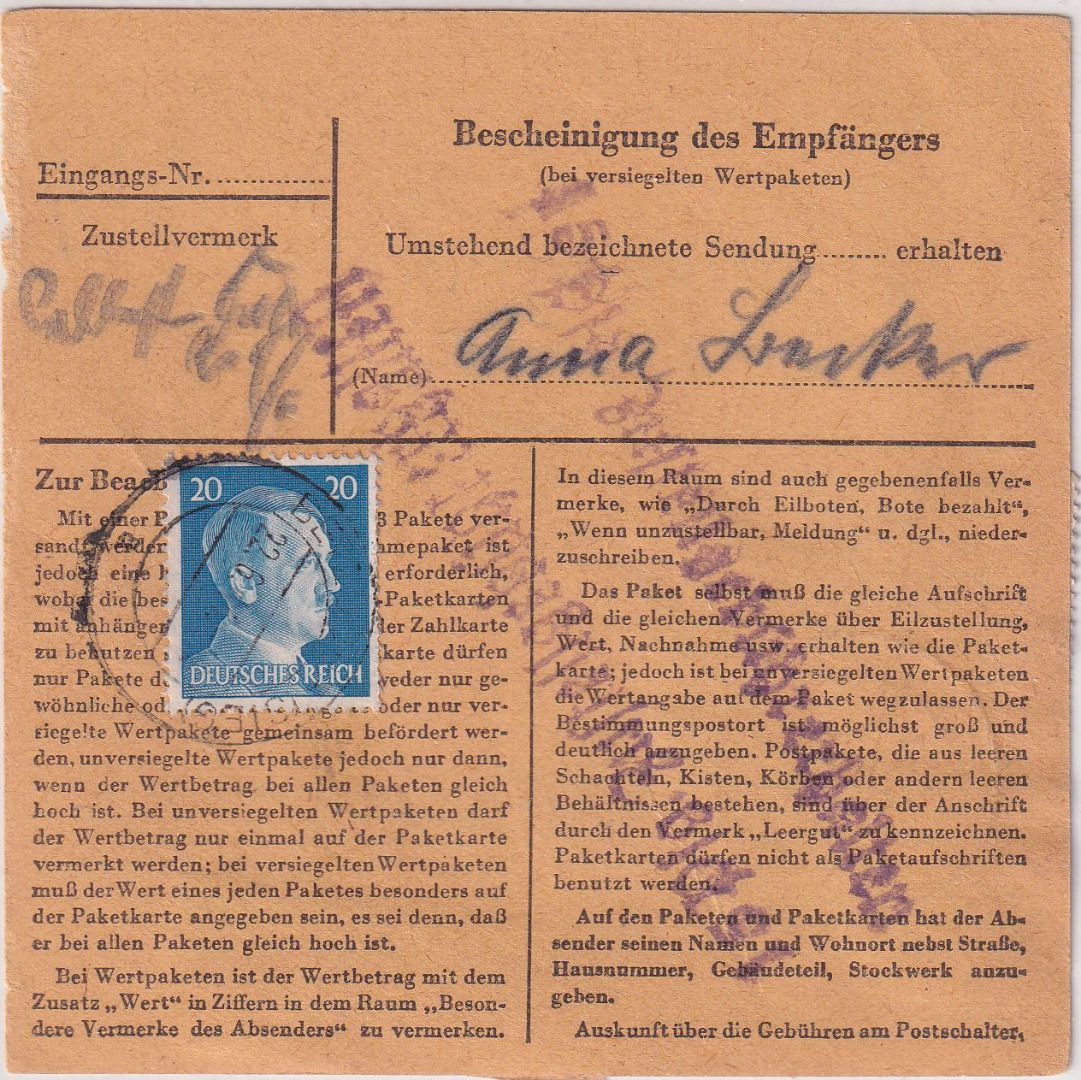 Eingangs-Nr. ..............
Zustellvermerk
Bescheinigung des Empfängers
(bei versiegelten Wertpaketen)
Umstehend bezeichnete Sendung........ erhalten
Anna Becker
(Name)
Zur Beach
Mit einer P 3 Pakete ver-
sandt werden hmepaket ist
jedoch eine b erforderlich,
wobei die bes Paketkarten
mit anhänger der Zahlkarte
zu benutzen karte dürfen
nur Pakete d. weder nur ge-
wöhnliche od oder nur ver-
siegelte Wertpakete gemeinsam befördert wer-
den, unversiegelte Wertpakete jedoch nur dann,
wenn der Wertbetrag bei allen Paketen gleich
hoch ist. Bei unversiegelten Wertpaketen darf
der Wertbetrag nur einmal auf der Paketkarte
vermerkt werden; bei versiegelten Wertpaketen
muß der Wert eines jeden Paketes besonders auf
der Paketkarte angegeben sein, es sei denn, daß
er bei allen Paketen gleich hoch ist.
Bei Wertpaketen ist der Wertbetrag mit dem
Zusatz „Wert“ in Ziffern in dem Raum „Beson-
dere Vermerke des Absenders“ zu vermerken.
20 20
DEUTSCHES REICH
In diesem Raum sind auch gegebenenfalls Ver-
merke, wie „Durch Eilboten, Bote bezahlt“,
„Wenn unzustellbar, Meldung“ u. dgl., nieder-
zuschreiben.
Das Paket selbst muß die gleiche Aufschrift
und die gleichen Vermerke über Eilzustellung,
Wert, Nachnahme usw. erhalten wie die Paket-
karte; jedoch ist bei unversiegelten Wertpaketen
die Wertangabe auf dem Paket wegzulassen. Der
Bestimmungspostort ist möglichst groß und
deutlich anzugeben. Postpakete, die aus leeren
Schachteln, Kisten, Körben oder andern leeren
Behältnissen bestehen, sind über der Anschrift
durch den Vermerk „Leergut“ zu kennzeichnen.
Paketkarten dürfen nicht als Paketaufschriften
benutzt werden.
Auf den Paketen und Paketkarten hat der Ab-
sender seinen Namen und Wohnort nebst Straße,
Hausnummer, Gebäudeteil, Stockwerk anzu-
geben.
Auskunft über die Gebühren am Postschalter.